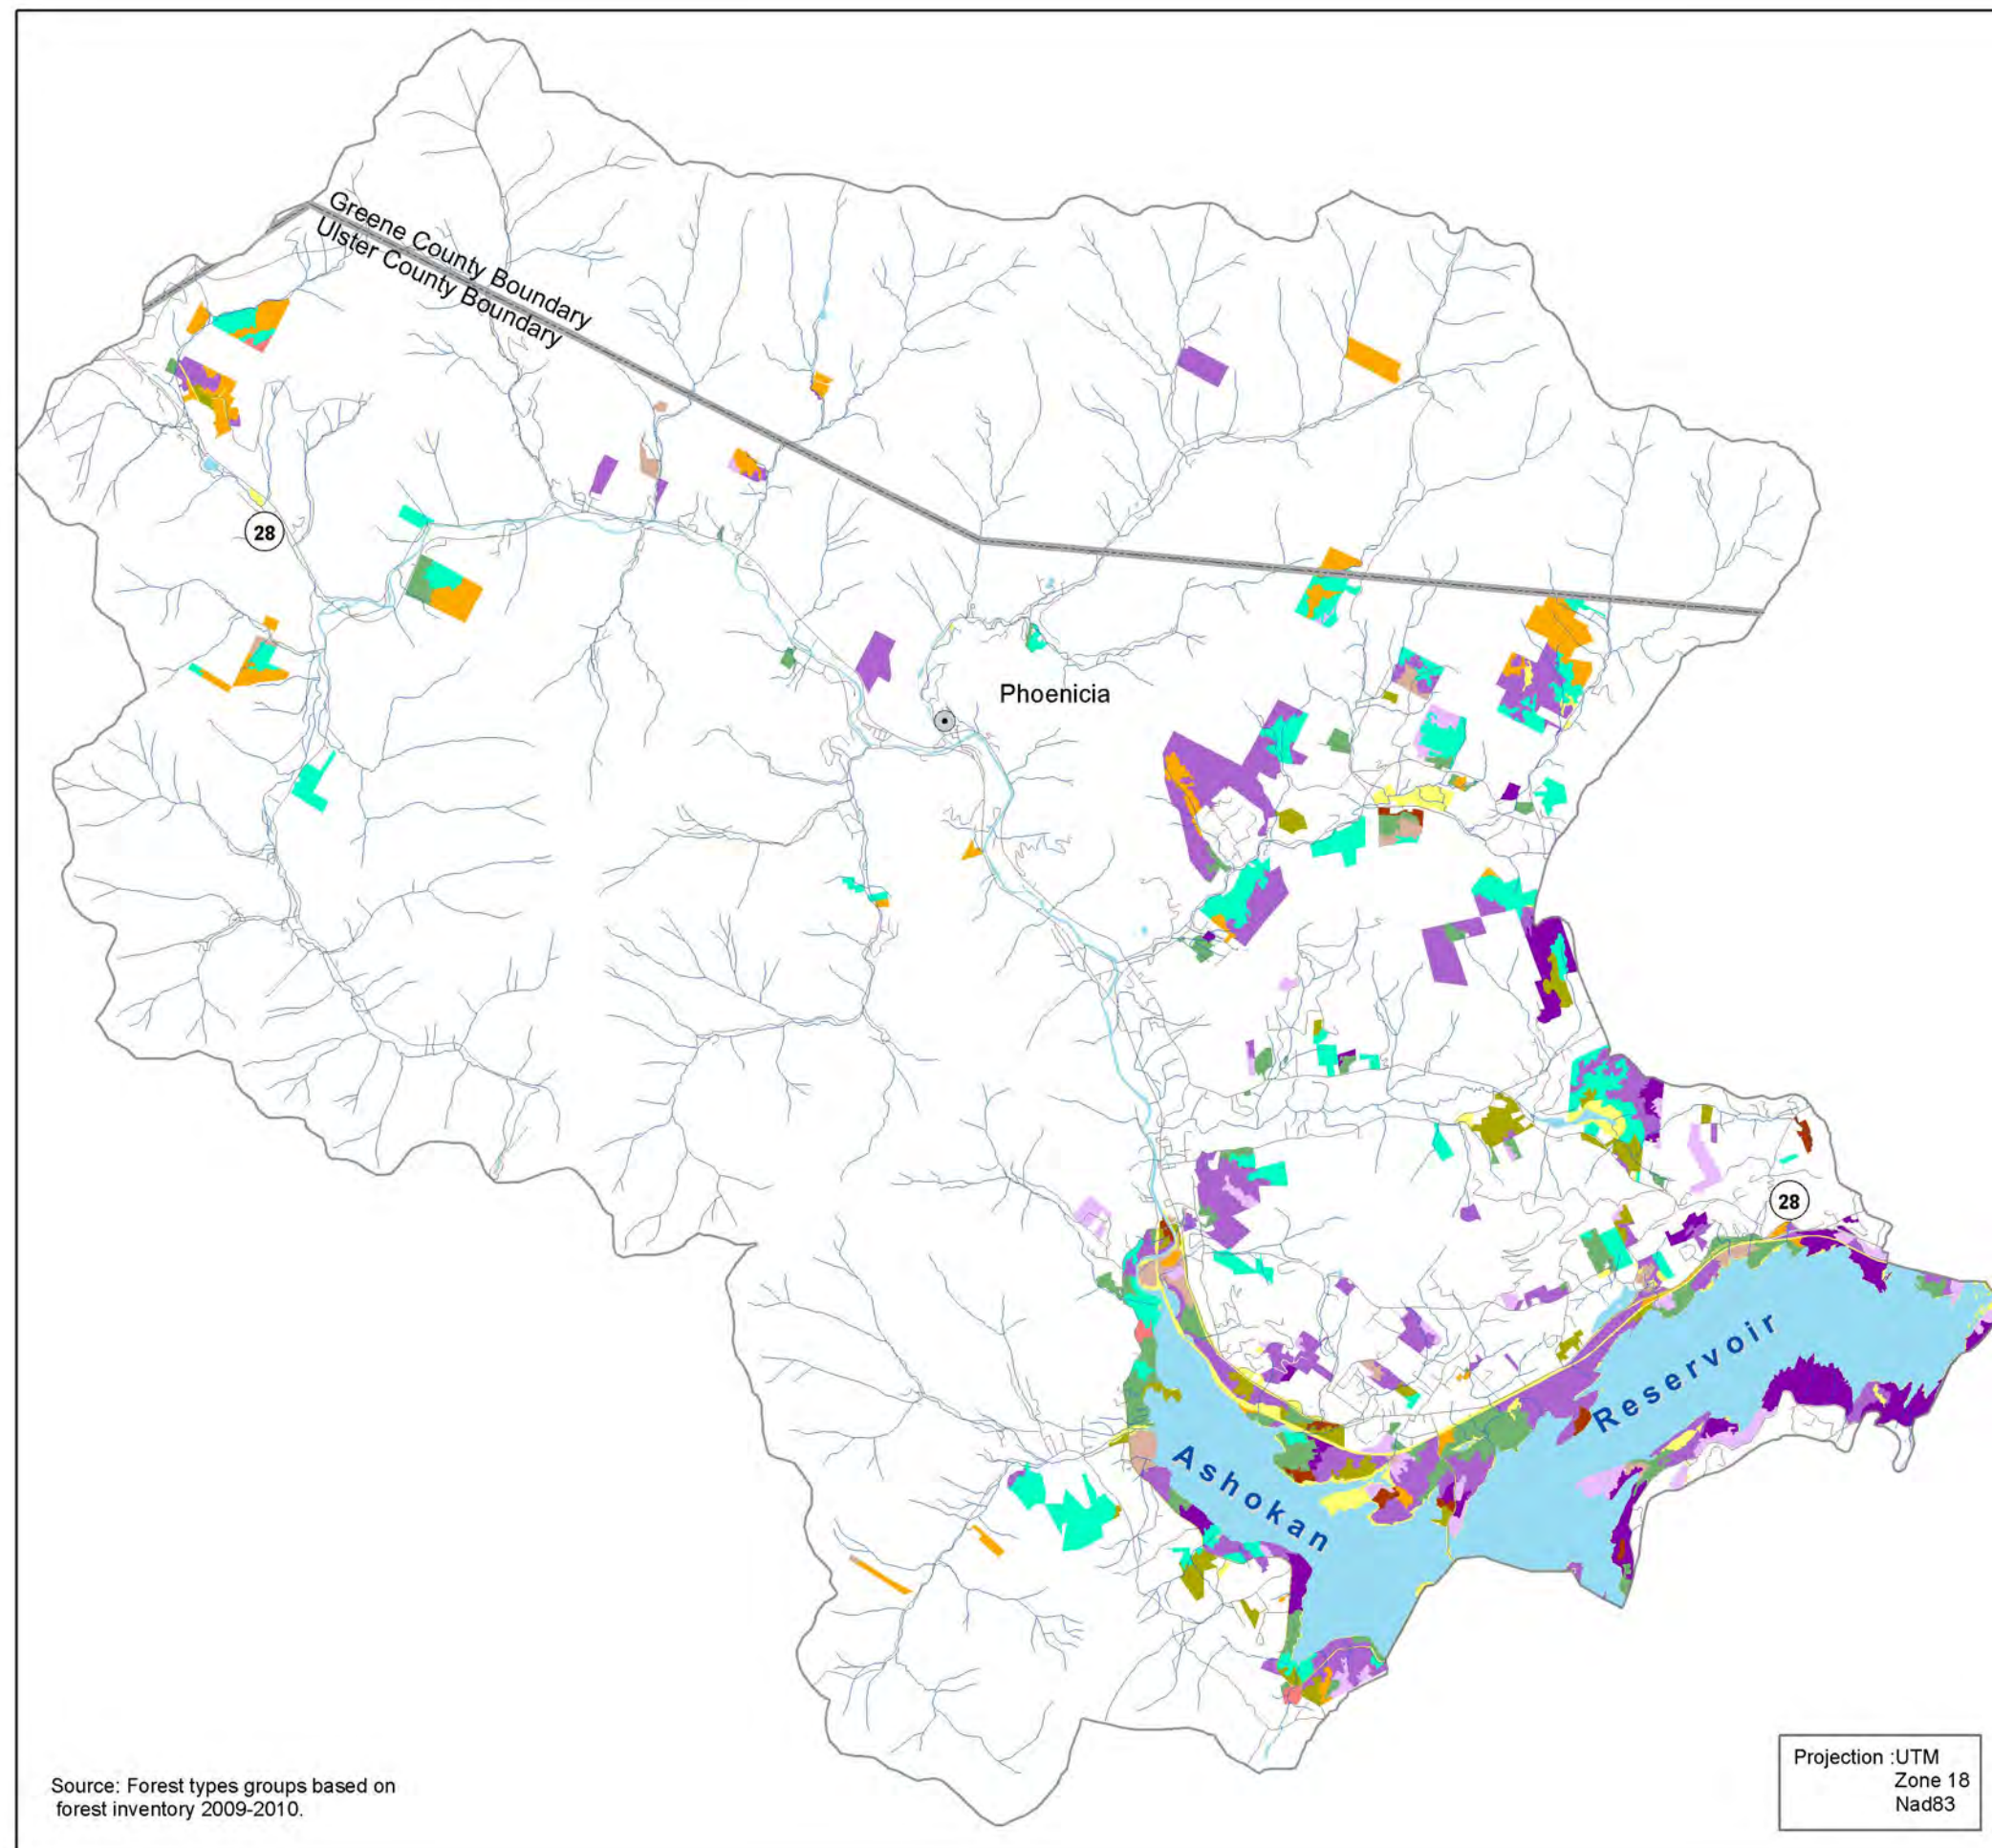 Greene County Boundary
Ulster County Boundary
28
Phoenicia
28
Ashokan
Reservoir
Source: Forest types groups based on
forest inventory 2009-2010.
Projection :UTM
Zone 18
Nad83